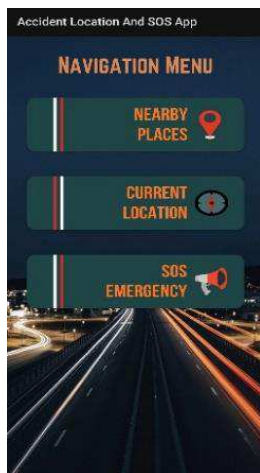 Accident Location And SOS App
NAVIGATION MENU
NEARBY
PLACES
CURRENT
LOCATION
SOS
EMERGENCY